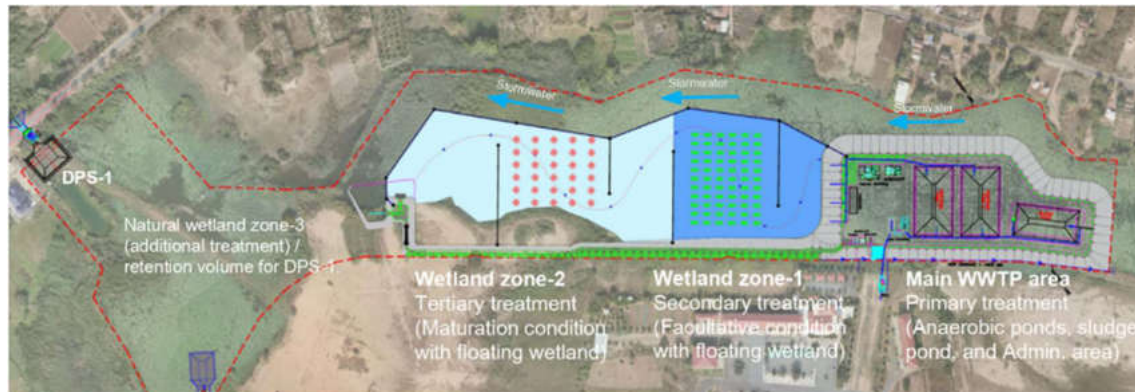 Stormwater
Stormwater
Stormwater
DPS-1
Natural wetland zone-3
(additional treatment) /
retention volume for DPS-1.
Wetland zone-2
Tertiary treatment
(Maturation condition
with floating wetland)
Wetland zone-1
Secondary treatment
(Facultative condition
with floating wetland)
Main WWTP area
Primary treatment
(Anaerobic ponds, sludge
pond, and Admin. area)